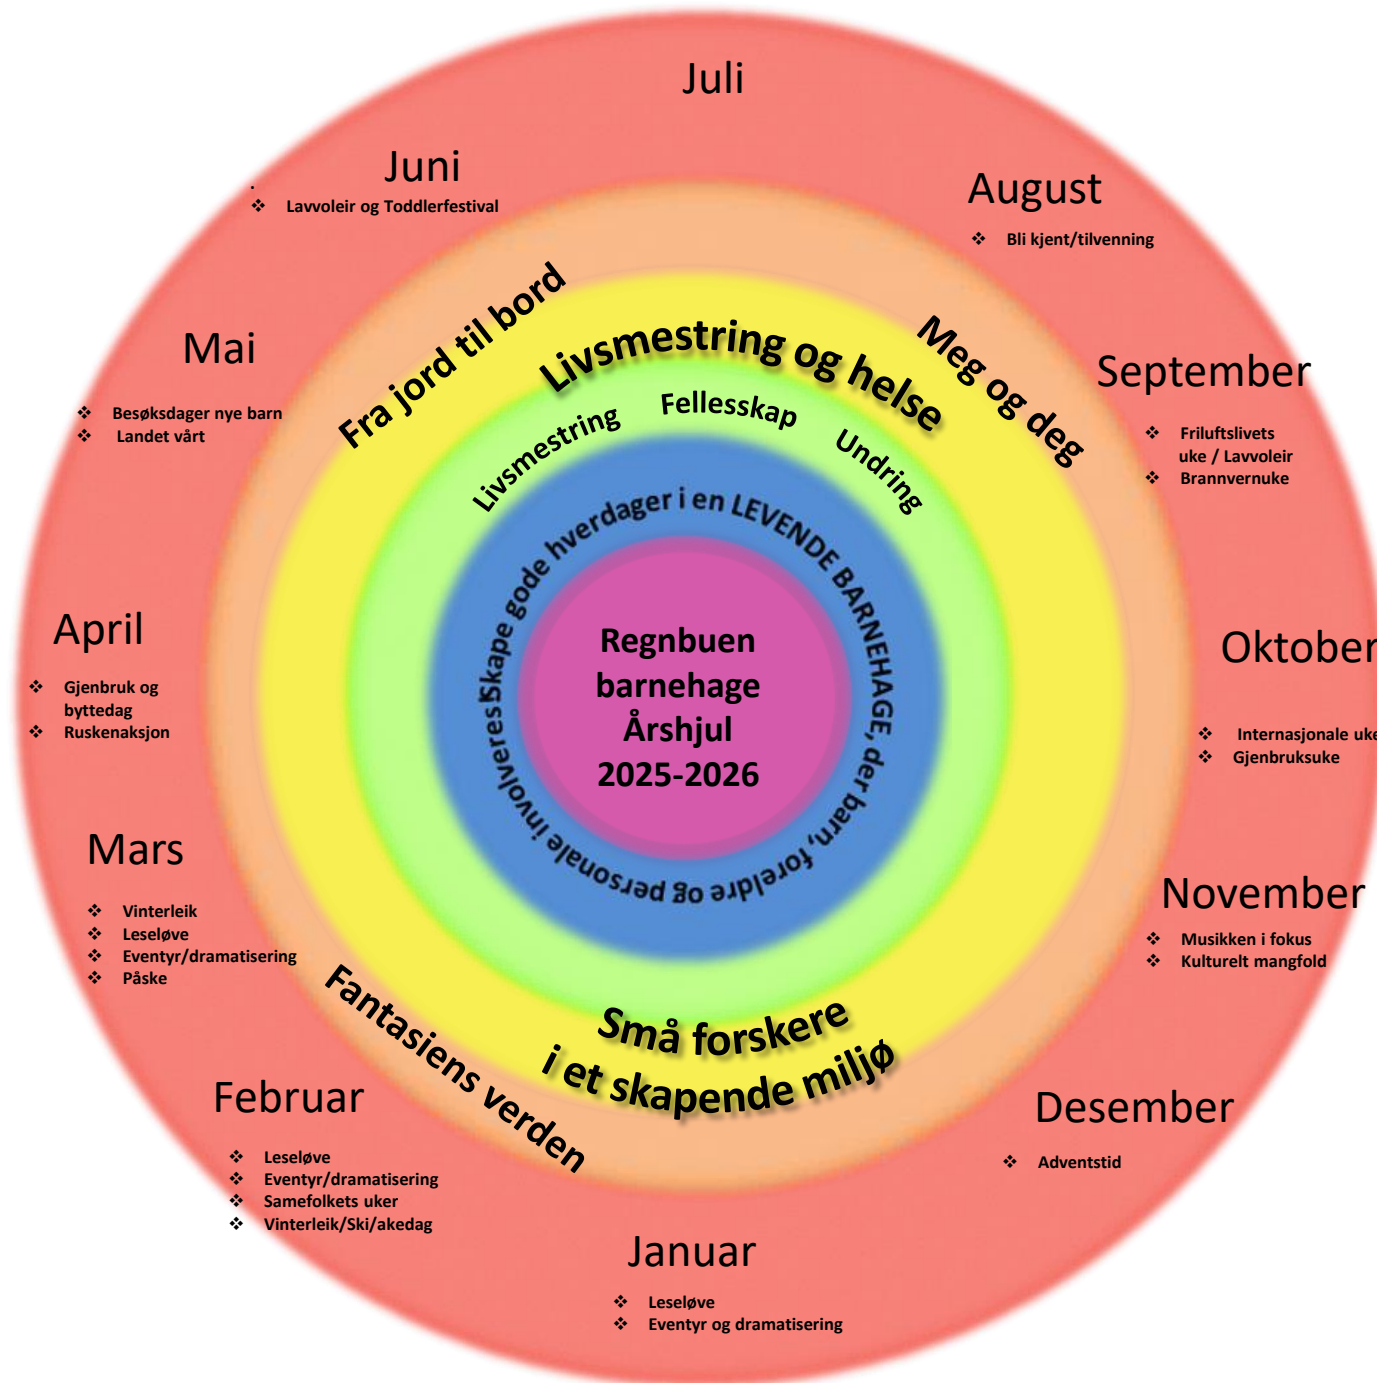 Juli
August
❖ Bli kjent/tilvenning
September
❖ Friluftslivets
uke / Lavvoleir
❖ Brannvernuke
Oktober
❖ Internasjonale uke
❖ Gjenbruksuke
November
❖ Musikken i fokus
❖ Kulturelt mangfold
Desember
❖ Adventstid
Januar
❖ Leseløve
❖ Eventyr og dramatisering
Februar
❖ Leseløve
❖ Eventyr/dramatisering
❖ Samefolkets uker
❖ Vinterleik/Ski/akedag
Mars
❖ Vinterleik
❖ Leseløve
❖ Eventyr/dramatisering
❖ Påske
April
❖ Gjenbruk og
byttedag
❖ Ruskenaksjon
Mai
❖ Besøksdager nye barn
❖ Landet vårt
Juni
.
❖ Lavvoleir og Toddlerfestival
Fra jord til bord
Meg og deg
Fantasiens verden
Livsmestring og helse
Små forskere
i et skapende miljø
Livsmestring Fellesskap Undring
Skape gode hverdager i en LEVENDE BARNEHAGE, der barn, foreldre og personale involveres
Regnbuen
barnehage
Årshjul
2025-2026